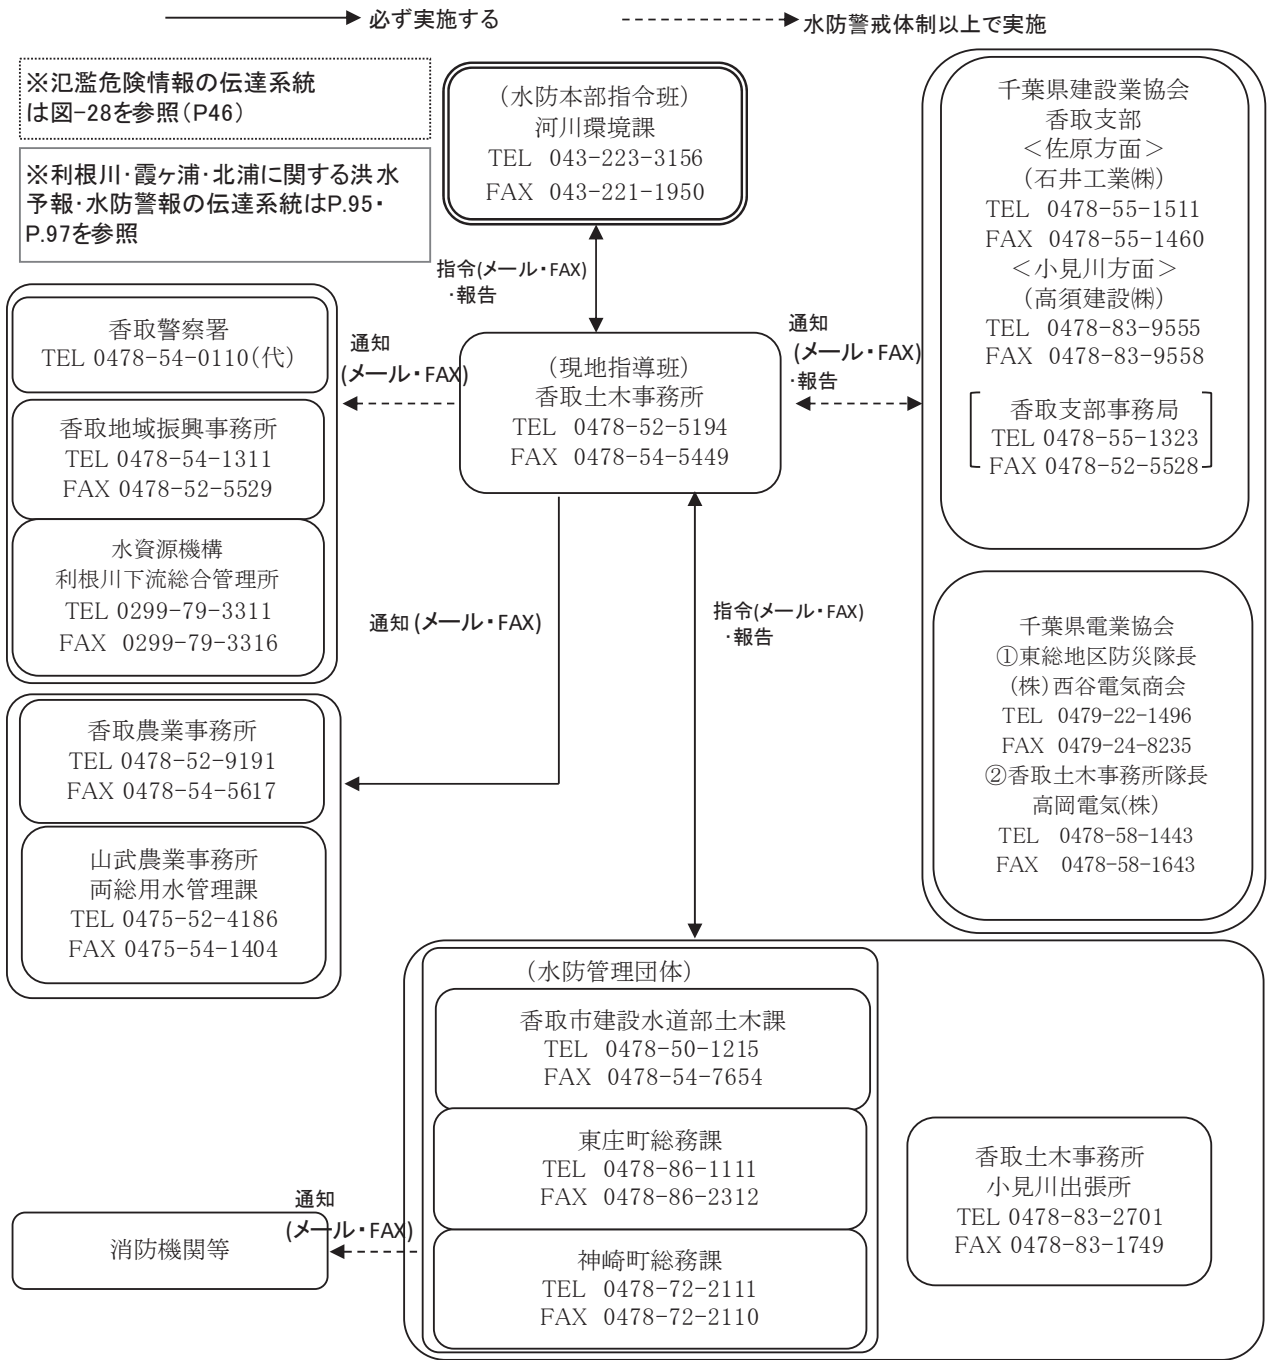 必ず実施する
水防警戒体制以上で実施
※氾濫危険情報の伝達系統
は図-28を参照（P46）
※利根川・霞ヶ浦・北浦に関する洪水
予報・水防警報の伝達系統はP.95・
P.97を参照
（水防本部指令班）
河川環境課
TEL 043-223-3156
FAX 043-221-1950
指令(メール・FAX)
・報告
千葉県建設業協会
香取支部
＜佐原方面＞
(石井工業㈱)
TEL 0478-55-1511
FAX 0478-55-1460
＜小見川方面＞
(高須建設㈱)
TEL 0478-83-9555
FAX 0478-83-9558
香取支部事務局
TEL 0478-55-1323
FAX 0478-52-5528
香取警察署
TEL 0478-54-0110(代)
香取地域振興事務所
TEL 0478-54-1311
FAX 0478-52-5529
水資源機構
利根川下流総合管理所
TEL 0299-79-3311
FAX 0299-79-3316
通知
(メール・FAX)
（現地指導班）
香取土木事務所
TEL 0478-52-5194
FAX 0478-54-5449
通知
(メール・FAX)
・報告
通知 (メール・FAX)
指令(メール・FAX)
・報告
千葉県電業協会
①東総地区防災隊長
(株)西谷電気商会
TEL 0479-22-1496
FAX 0479-24-8235
②香取土木事務所隊長
高岡電気(株)
TEL 0478-58-1443
FAX 0478-58-1643
香取農業事務所
TEL 0478-52-9191
FAX 0478-54-5617
山武農業事務所
両総用水管理課
TEL 0475-52-4186
FAX 0475-54-1404
（水防管理団体）
香取市建設水道部土木課
TEL 0478-50-1215
FAX 0478-54-7654
東庄町総務課
TEL 0478-86-1111
FAX 0478-86-2312
神崎町総務課
TEL 0478-72-2111
FAX 0478-72-2110
香取土木事務所
小見川出張所
TEL 0478-83-2701
FAX 0478-83-1749
通知
(メール・FAX)
消防機関等